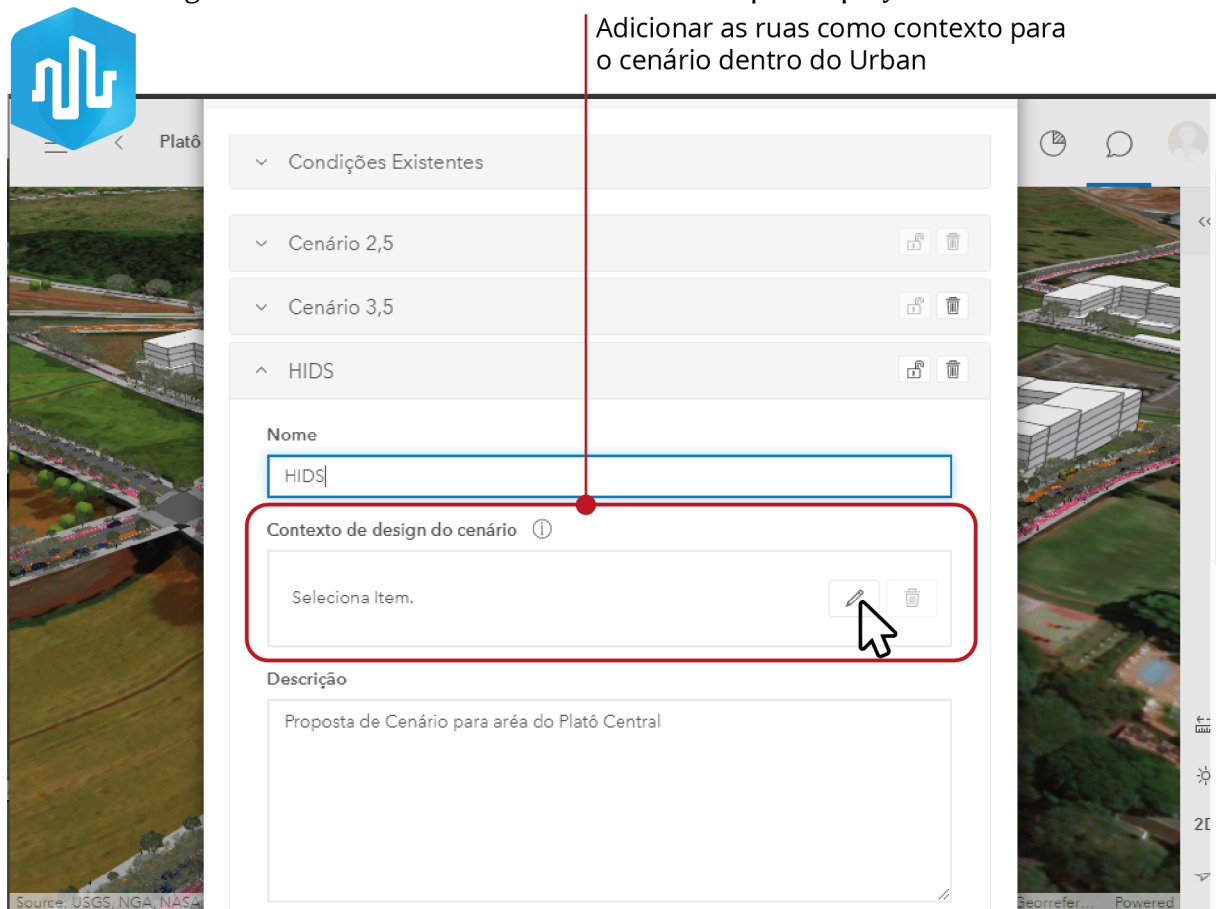 Adicionar as ruas como contexto para
o cenário dentro do Urban
Platô
Condições Existentes
Cenário 2,5
Cenário 3,5
HIDS
Nome
HIDS
Contexto de design do cenário
Seleciona Item.
Descrição
Proposta de Cenário para aréa do Platô Central
2D
Source: USGS, NGA, NASA,
Georrefer... Powered